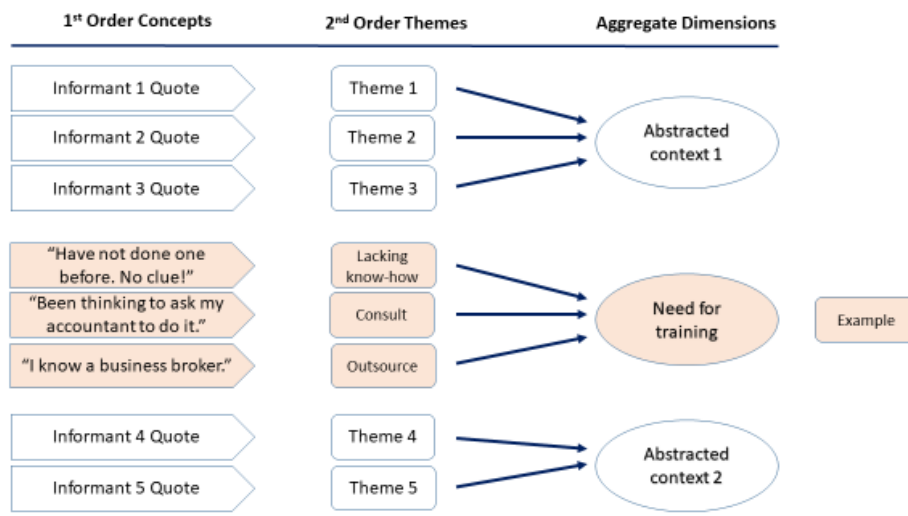 1st Order Concepts
2nd Order Themes
Aggregate Dimensions
Informant 1 Quote
Theme 1
Informant 2 Quote
Theme 2
Abstracted
context 1
Informant 3 Quote
Theme 3
“Have not done one
before. No clue!”
Lacking
know-how
“Been thinking to ask my
accountant to do it.”
Consult
Need for
training
Example
“I know a business broker.”
Outsource
Informant 4 Quote
Theme 4
Abstracted
context 2
Informant 5 Quote
Theme 5